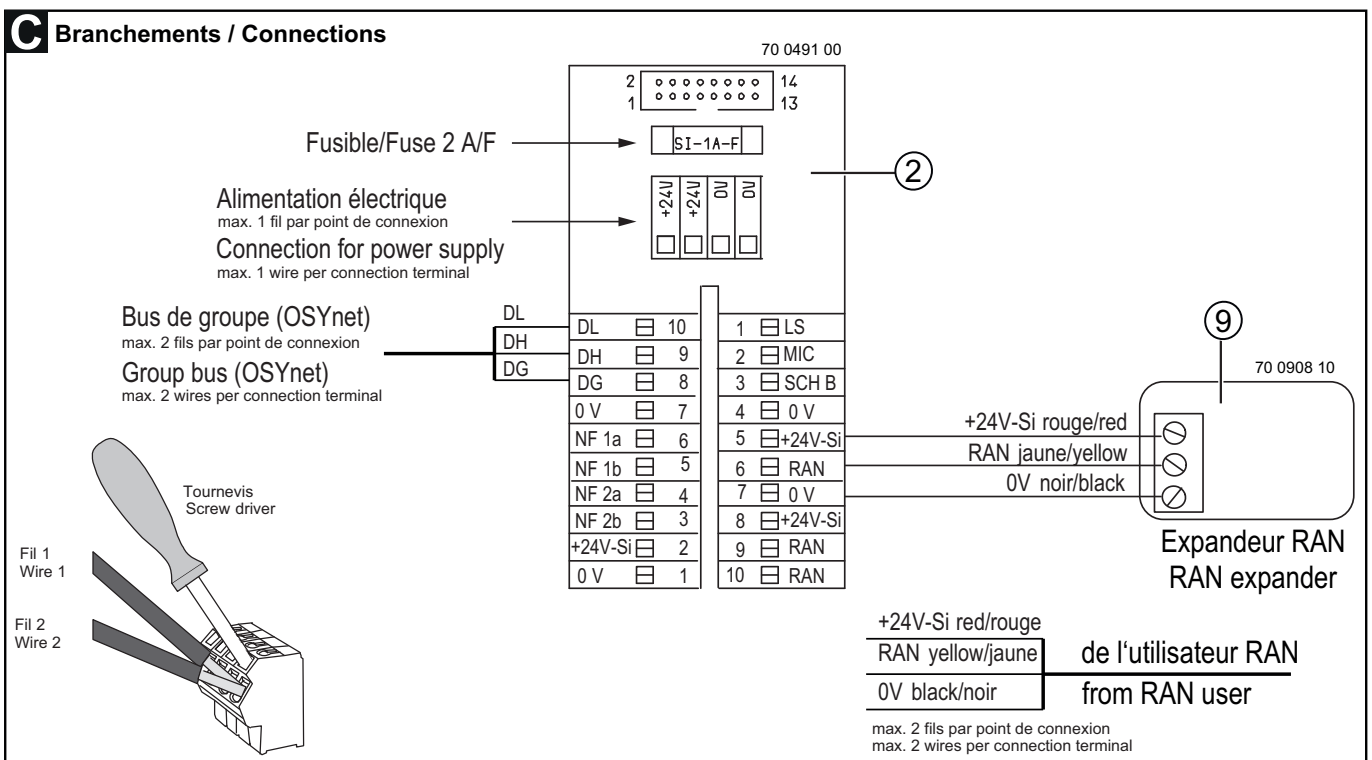 C Branchements / Connections
70 0491 00
2 14
1 13
Fusible/Fuse 2 A/F
SI-1A-F
2
Alimentation électrique
max. 1 fil par point de connexion
Connection for power supply
max. 1 wire per connection terminal
+24V +24V 0V 0V
Bus de groupe (OSYnet)
max. 2 fils par point de connexion
Group bus (OSYnet)
max. 2 wires per connection terminal
DL
DH
DG
DL 10 1 LS
DH 9 2 MIC
DG 8 3 SCH B
0 V 7 4 0 V
NF 1a 6 5 +24V-Si
NF 1b 5 6 RAN
NF 2a 4 7 0 V
NF 2b 3 8 +24V-Si
+24V-Si 2 9 RAN
0 V 1 10 RAN
9
70 0908 10
+24V-Si rouge/red
RAN jaune/yellow
0V noir/black
Expandeur RAN
RAN expander
Tournevis
Screw driver
Fil 1
Wire 1
Fil 2
Wire 2
+24V-Si red/rouge
RAN yellow/jaune
0V black/noir
de l‘utilisateur RAN
from RAN user
max. 2 fils par point de connexion
max. 2 wires per connection terminal